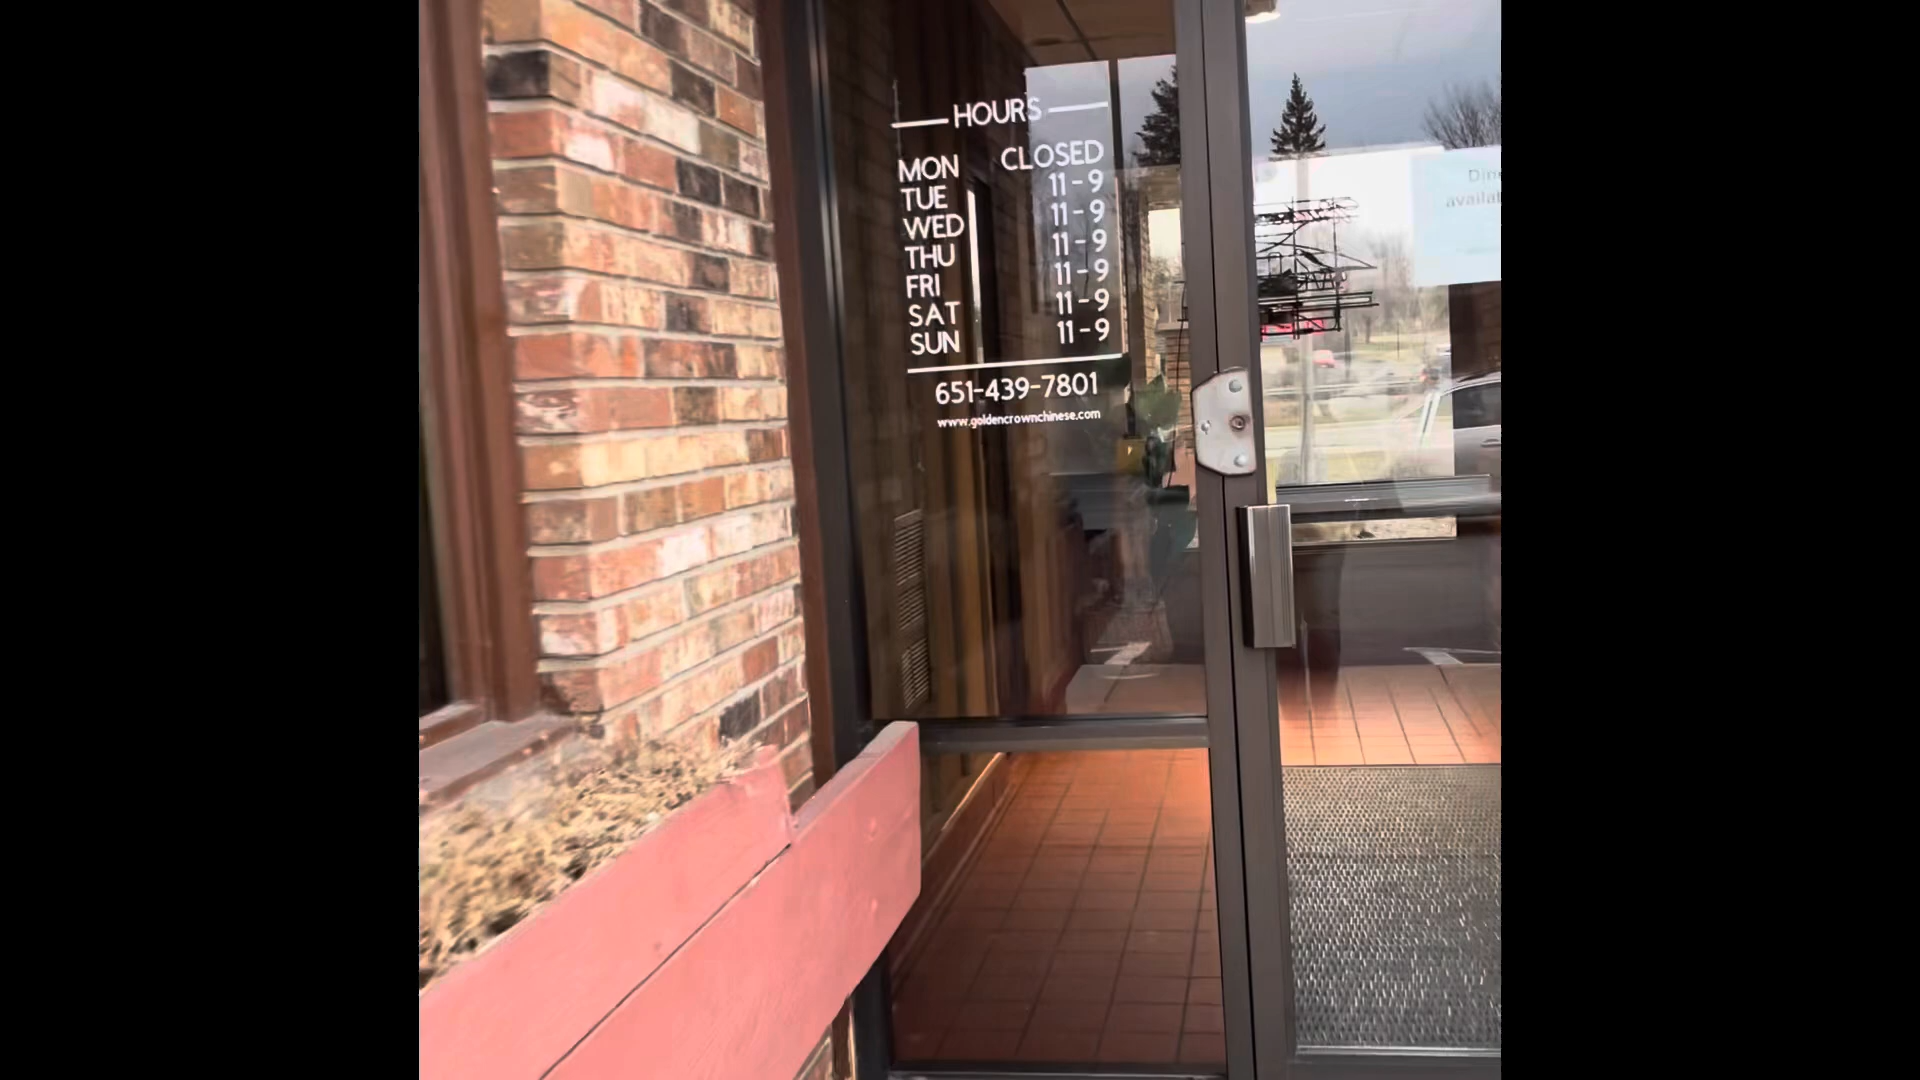 HOURS
MON CLOSED
TUE 11-9
WED 11-9
THU 11-9
FRI 11-9
SAT 11-9
SUN 11-9
651-439-7801
www.goldencrownchinese.com